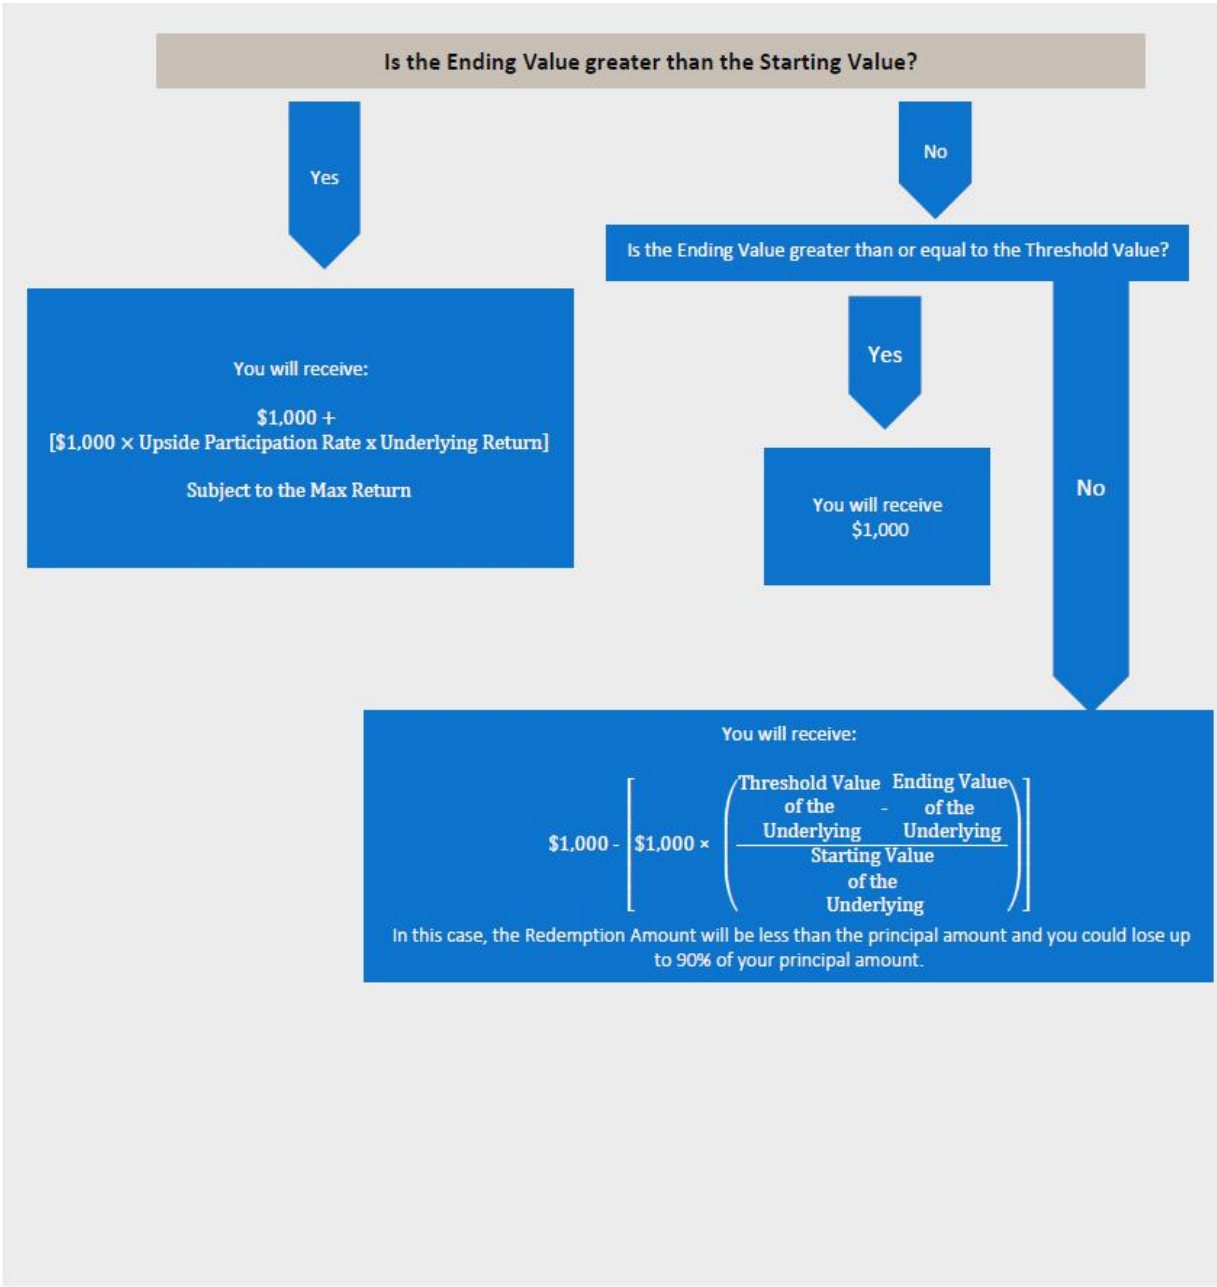 Is the Ending Value greater than the Starting Value?
Yes
No
Is the Ending Value greater than or equal to the Threshold Value?
You will receive:
$1,000 +
[$1,000 × Upside Participation Rate x Underlying Return]
Subject to the Max Return
Yes
You will receive
$1,000
No
You will receive:
Threshold Value Ending Value
of the - of the
Underlying Underlying
$1,000 - [$1,000 × ( )]
Starting Value
of the
Underlying
In this case, the Redemption Amount will be less than the principal amount and you could lose up
to 90% of your principal amount.